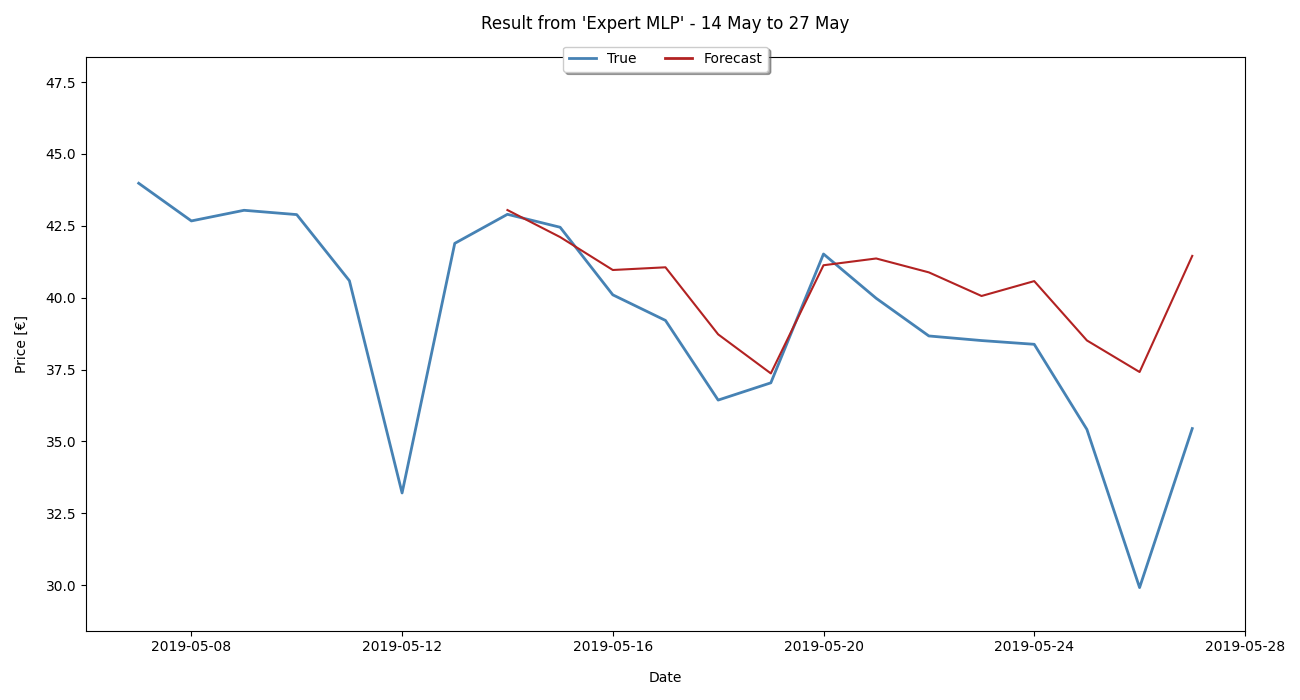 Result from 'Expert MLP' - 14 May to 27 May
True Forecast
47.5
45.0
42.5
40.0
37.5
35.0
32.5
30.0
Price [€]
2019-05-08 2019-05-12 2019-05-16 2019-05-20 2019-05-24 2019-05-28
Date